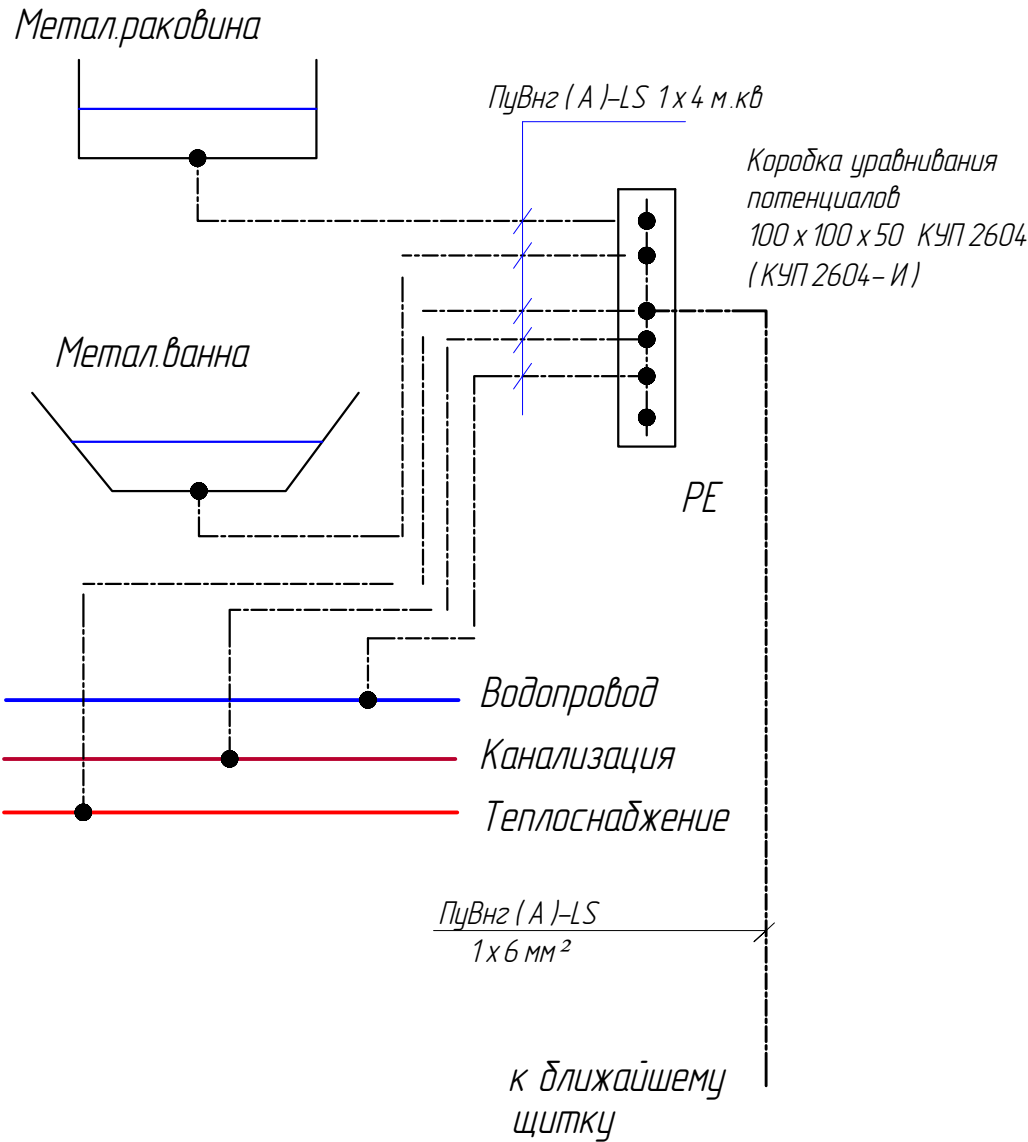 Метал.раковина
ПуВнг (А)-LS 1 х 4 м.кв
Коробка уравнивания
потенциалов
100 х 100 х 50 КУП 2604
(КУП 2604- И)
Метал.ванна
PE
Водопровод
Канализация
Теплоснабжение
ПуВнг (А)-LS
1 х 6 мм²
к ближайшему
щитку